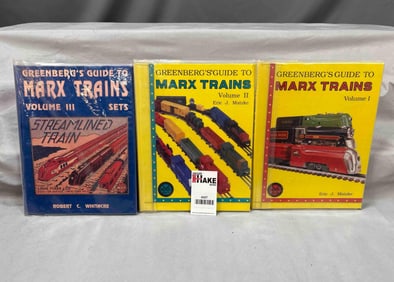 GREENBERG'S GUIDE TO
MARX TRAINS
VOLUME III SETS
STREAMLINED
TRAIN
ROBERT C. WHITACRE
GREENBERG'S GUIDE TO
MARX TRAINS
Volume II
Eric J. Matzke
HAKE
GREENBERG'S GUIDE TO
MARX TRAINS
Volume I
Eric J. Matzke